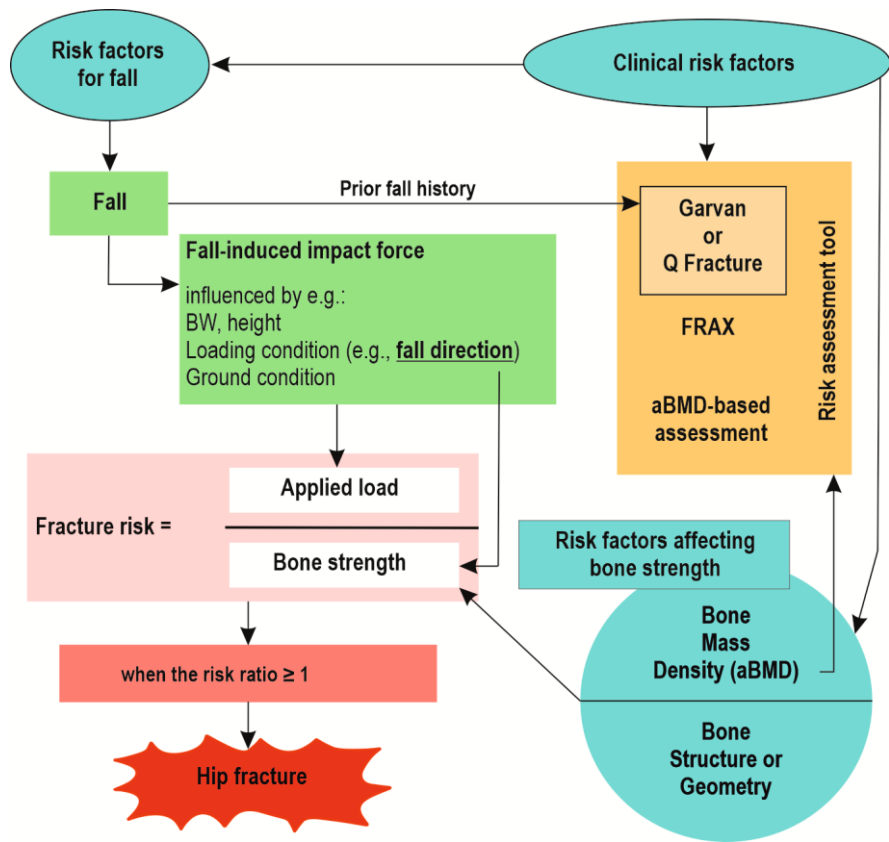 Risk factors
for fall
Clinical risk factors
Fall
Prior fall history
Garvan
or
Q Fracture
FRAX
aBMD-based
assessment
Risk assessment tool
Fall-induced impact force
influenced by e.g.:
BW, height
Loading condition (e.g., fall direction)
Ground condition
Fracture risk =
Applied load
Bone strength
Risk factors affecting
bone strength
Bone
Mass
Density (aBMD)
Bone
Structure or
Geometry
when the risk ratio ≥ 1
Hip fracture